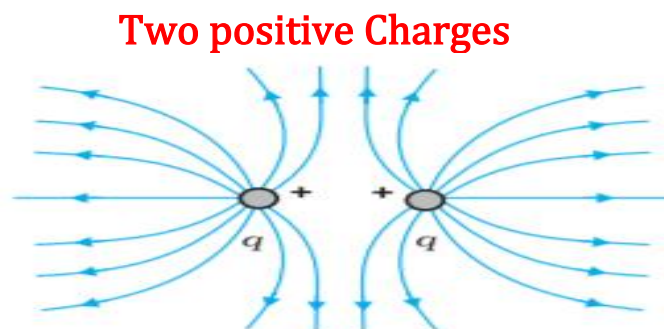 Two positive Charges
+ +
q q